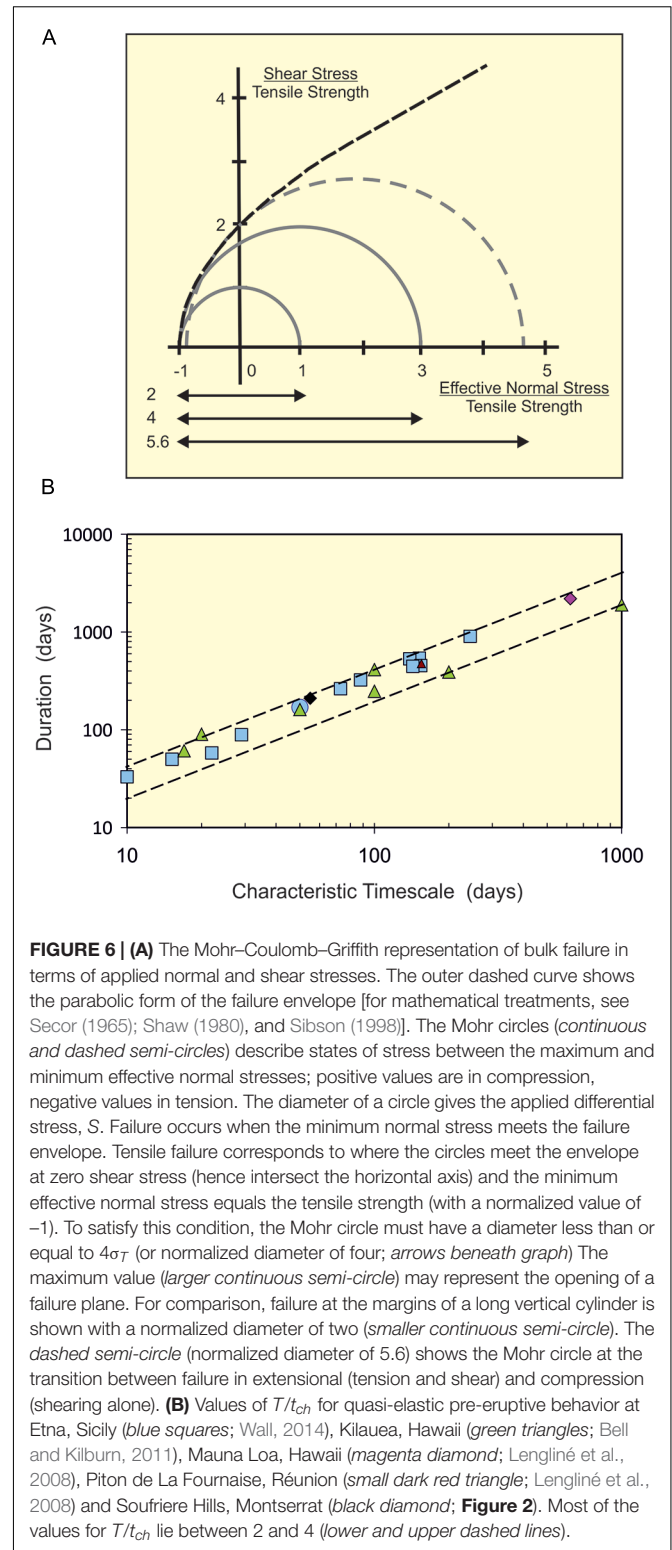 A
Shear Stress
Tensile Strength
4
2
-1 0 1 3 5
Effective Normal Stress
Tensile Strength
2
4
5.6
B
10000
1000
100
10
Duration (days)
10 100 1000
Characteristic Timescale (days)
FIGURE 6 | (A) The Mohr–Coulomb–Griffith representation of bulk failure in
terms of applied normal and shear stresses. The outer dashed curve shows
the parabolic form of the failure envelope [for mathematical treatments, see
Secor (1965); Shaw (1980), and Sibson (1998)]. The Mohr circles (continuous
and dashed semi-circles) describe states of stress between the maximum and
minimum effective normal stresses; positive values are in compression,
negative values in tension. The diameter of a circle gives the applied differential
stress, S. Failure occurs when the minimum normal stress meets the failure
envelope. Tensile failure corresponds to where the circles meet the envelope
at zero shear stress (hence intersect the horizontal axis) and the minimum
effective normal stress equals the tensile strength (with a normalized value of
–1). To satisfy this condition, the Mohr circle must have a diameter less than or
equal to 4σT (or normalized diameter of four; arrows beneath graph) The
maximum value (larger continuous semi-circle) may represent the opening of a
failure plane. For comparison, failure at the margins of a long vertical cylinder is
shown with a normalized diameter of two (smaller continuous semi-circle). The
dashed semi-circle (normalized diameter of 5.6) shows the Mohr circle at the
transition between failure in extensional (tension and shear) and compression
(shearing alone). (B) Values of T/tch for quasi-elastic pre-eruptive behavior at
Etna, Sicily (blue squares; Wall, 2014), Kilauea, Hawaii (green triangles; Bell
and Kilburn, 2011), Mauna Loa, Hawaii (magenta diamond; Lengliné et al.,
2008), Piton de La Fournaise, Réunion (small dark red triangle; Lengliné et al.,
2008) and Soufriere Hills, Montserrat (black diamond; Figure 2). Most of the
values for T/tch lie between 2 and 4 (lower and upper dashed lines).